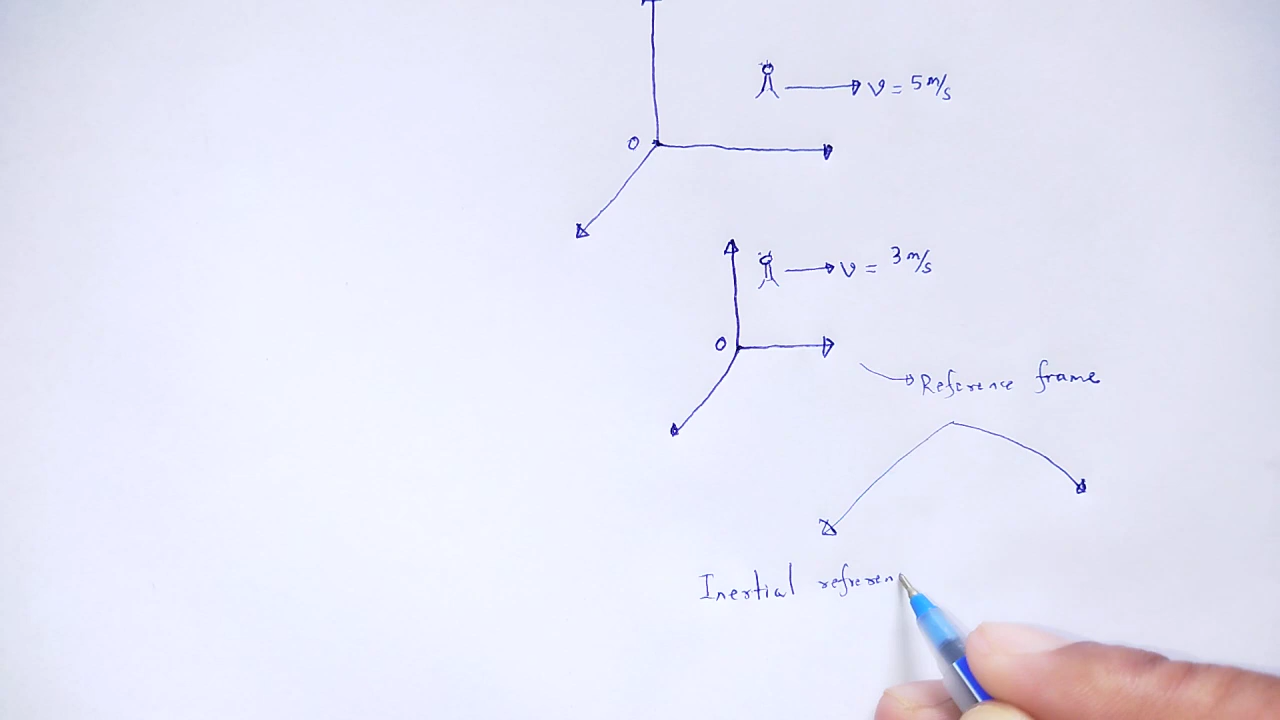 v = 5 m/s
O
v = 3 m/s
O
Reference frame
Inertial referen